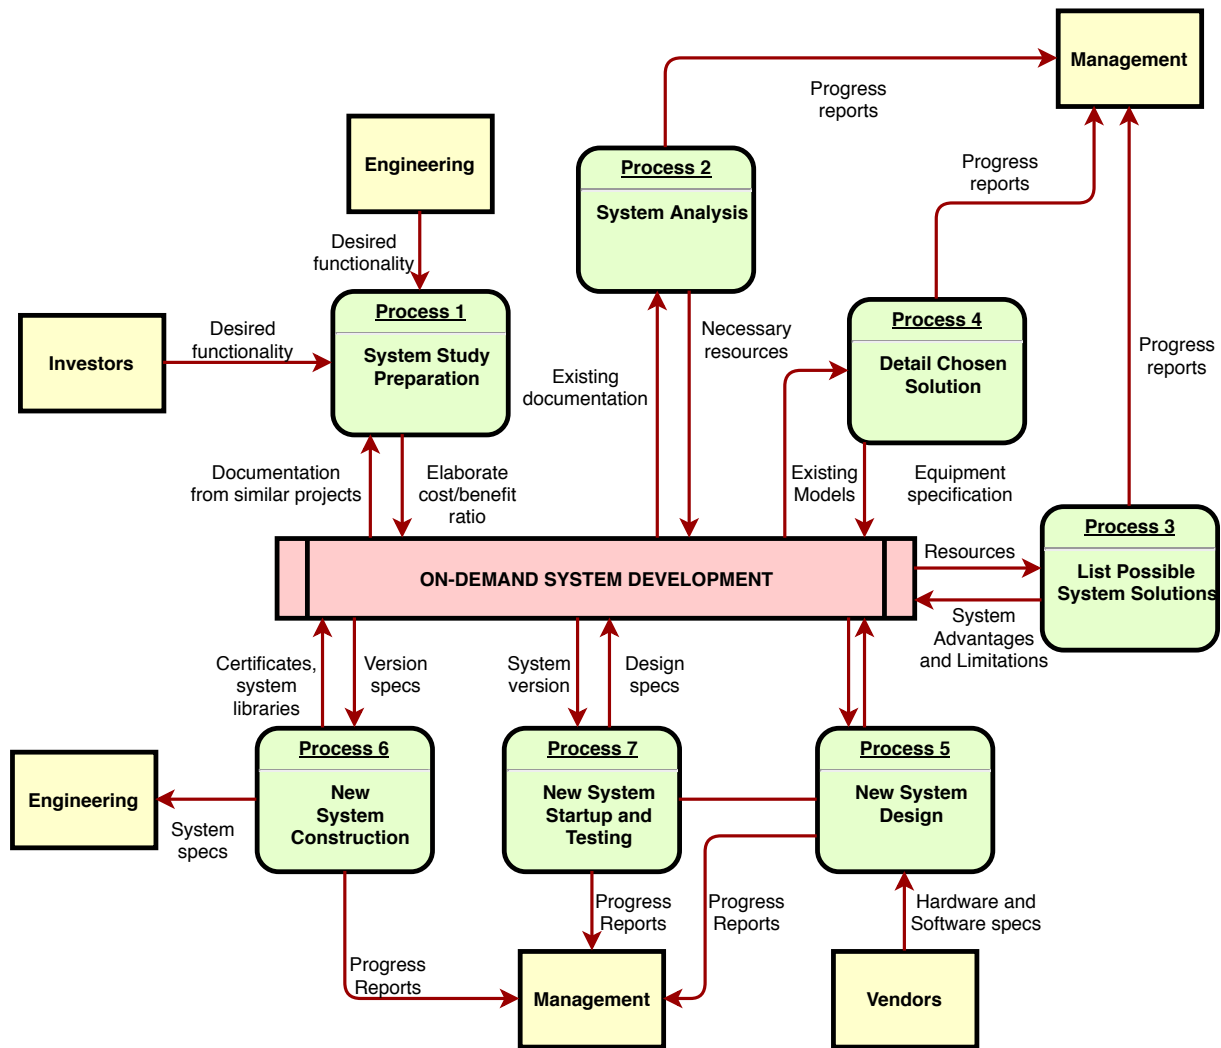 Management
Progress
reports
Engineering
Process 2
System Analysis
Progress
reports
Desired
functionality
Process 1
System Study
Preparation
Investors
Desired
functionality
Necessary
resources
Process 4
Detail Chosen
Solution
Progress
reports
Existing
documentation
Documentation
from similar projects
Elaborate
cost/benefit
ratio
Existing
Models
Equipment
specification
Process 3
List Possible
System Solutions
Resources
ON-DEMAND SYSTEM DEVELOPMENT
System
Advantages
and Limitations
Certificates,
system
libraries
Version
specs
System
version
Design
specs
Process 6
New
System
Construction
Process 7
New System
Startup and
Testing
Process 5
New System
Design
Engineering
System
specs
Progress
Reports
Progress
Reports
Hardware and
Software specs
Progress
Reports
Management
Vendors